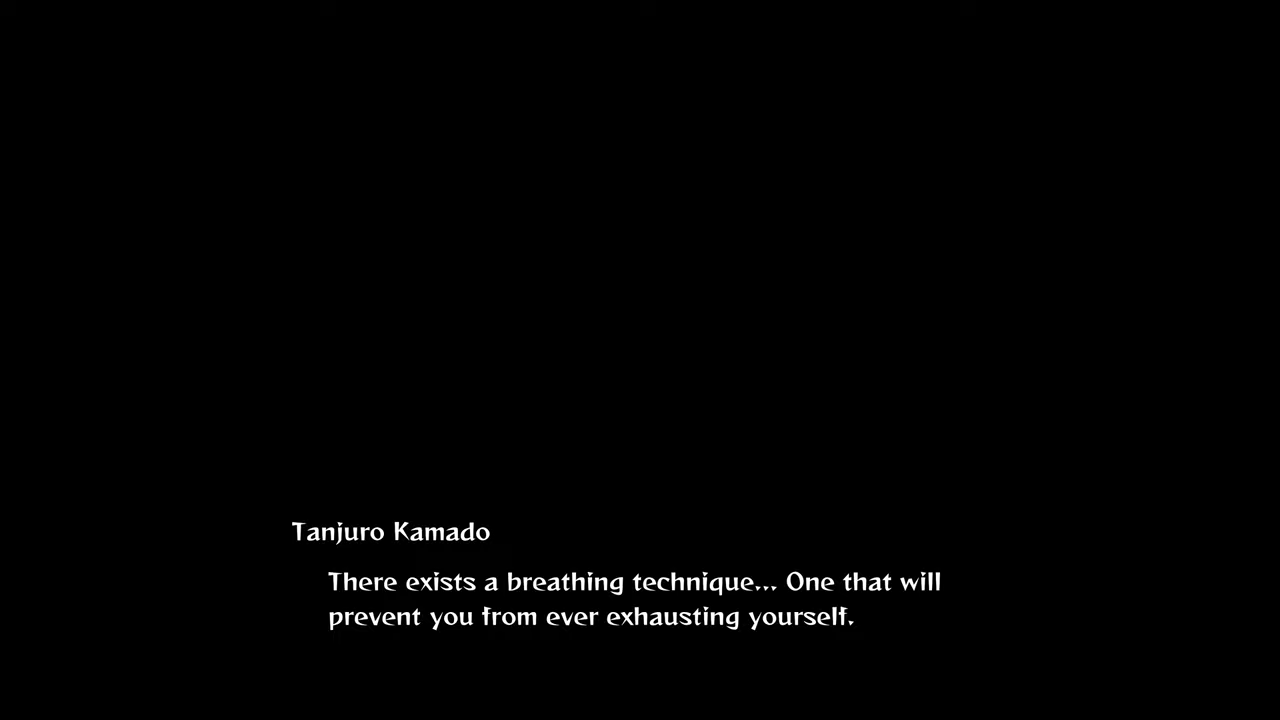 Tanjuro Kamado
There exists a breathing technique... One that will
prevent you from ever exhausting yourself.